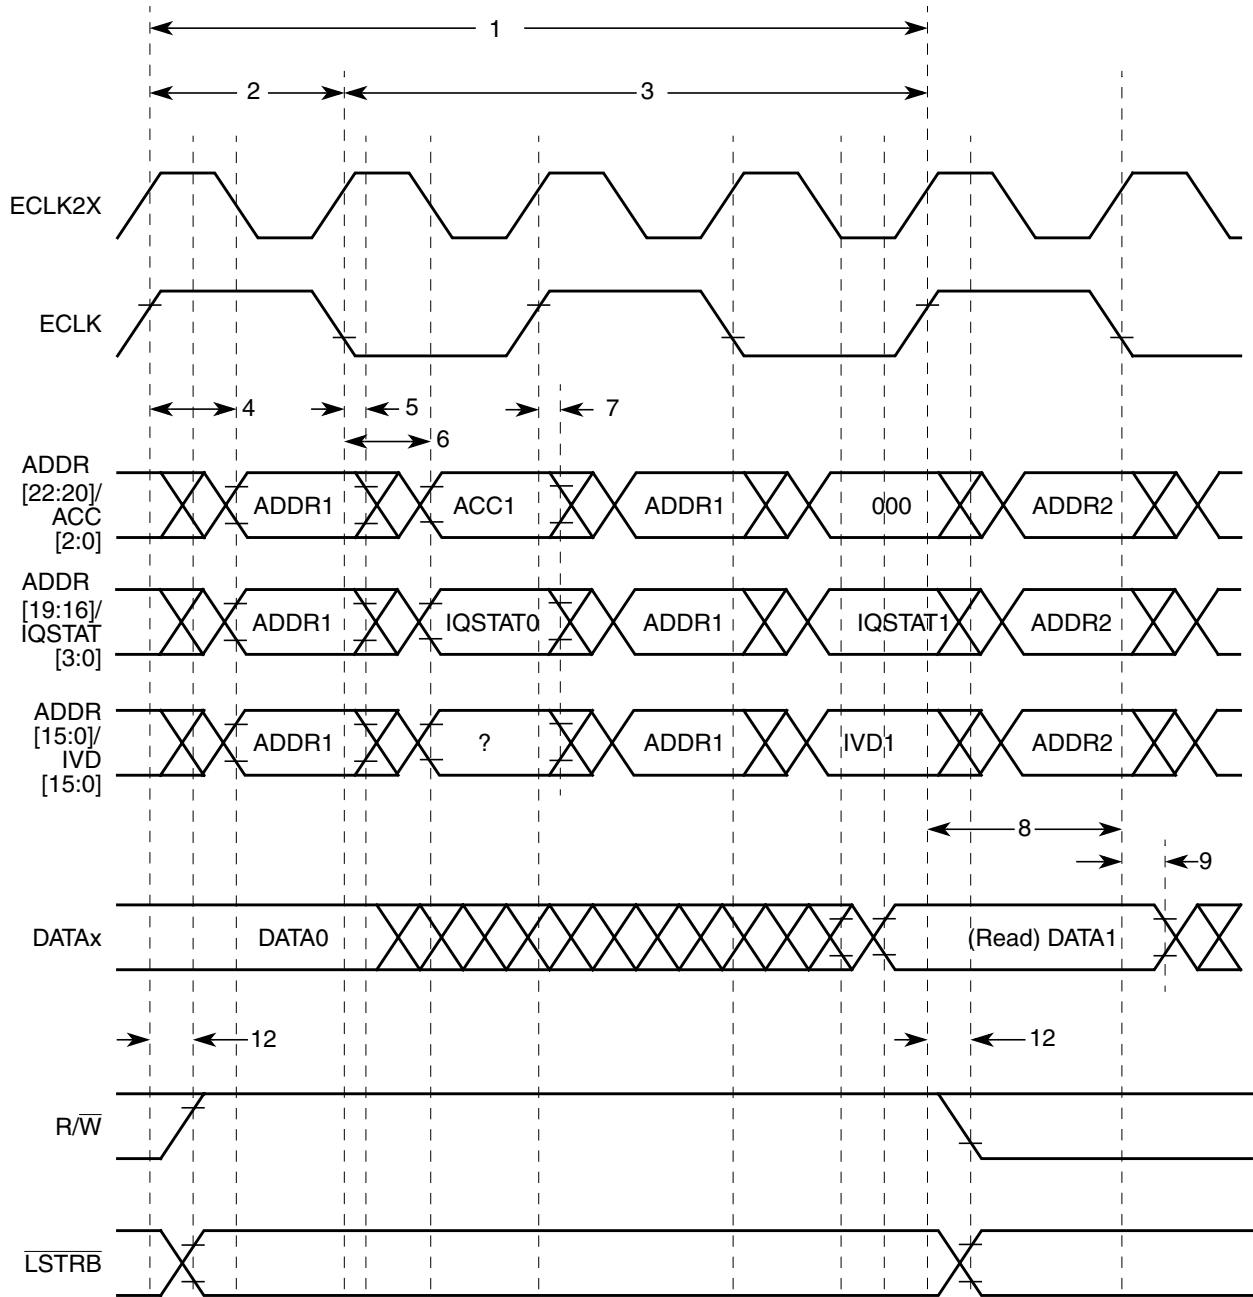 1
2 3
ECLK2X
ECLK
4 5 7
6
ADDR
[22:20]/
ACC
[2:0]
ADDR1 ACC1 ADDR1 000 ADDR2
ADDR
[19:16]/
IQSTAT
[3:0]
ADDR1 IQSTAT0 ADDR1 IQSTAT1 ADDR2
ADDR
[15:0]/
IVD
[15:0]
ADDR1 ? ADDR1 IVD1 ADDR2
8
9
DATAx DATA0 (Read) DATA1
12 12
R/W
LSTRB